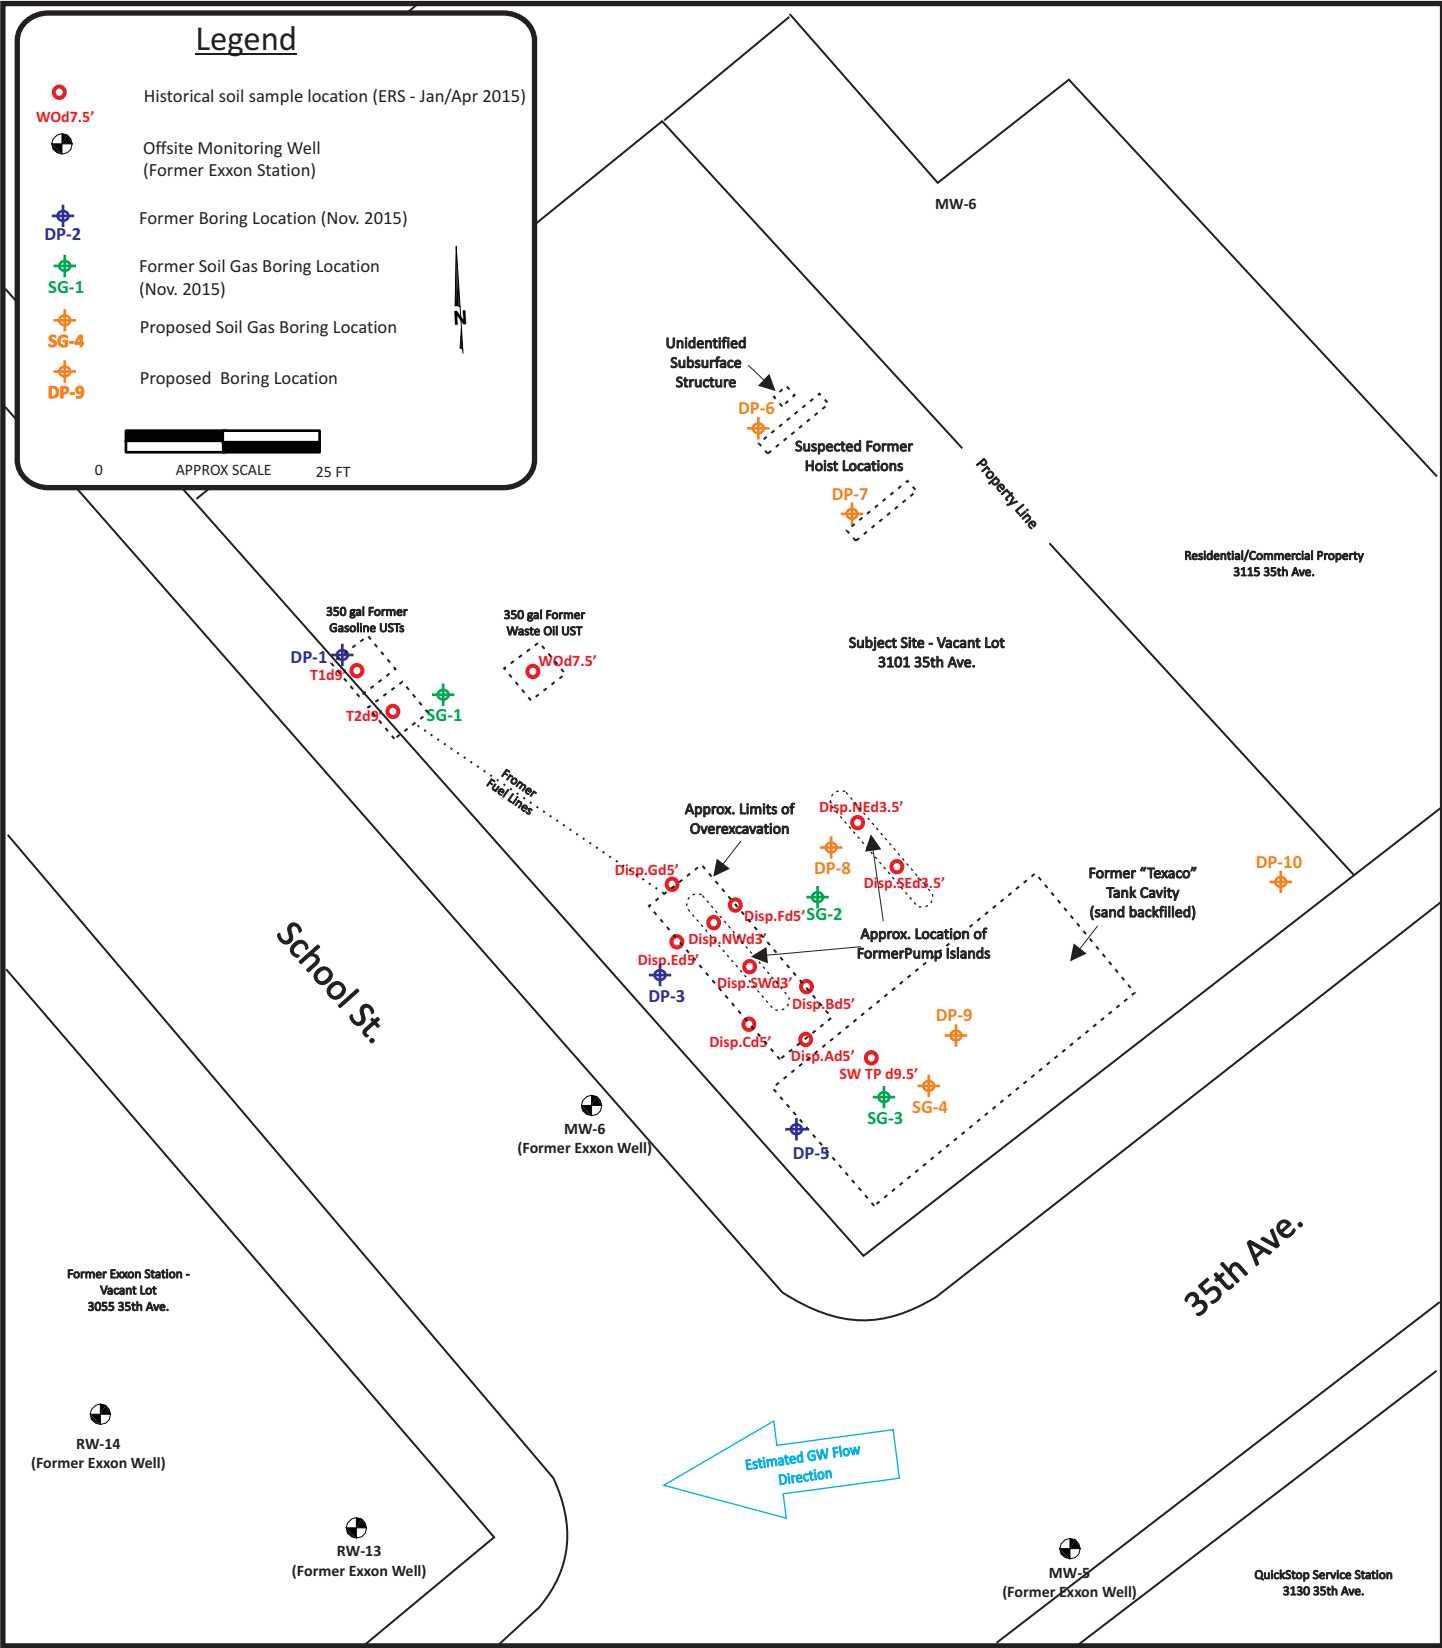 Legend
Historical soil sample location (ERS - Jan/Apr 2015)
WOd7.5’
Offsite Monitoring Well
(Former Exxon Station)
Former Boring Location (Nov. 2015)
DP-2
Former Soil Gas Boring Location
(Nov. 2015)
SG-1
Proposed Soil Gas Boring Location
SG-4
Proposed Boring Location
DP-9
N
0
APPROX SCALE
25 FT
MW-6
Unidentified
Subsurface
Structure
DP-6
Suspected Former
Hoist Locations
DP-7
Property Line
Residential/Commercial Property
3115 35th Ave.
350 gal Former
Gasoline USTs
350 gal Former
Waste Oil UST
DP-1
T1d9'
WOd7.5’
T2d9'
SG-1
Subject Site - Vacant Lot
3101 35th Ave.
Fromer
Fuel Lines
Approx. Limits of
Overexcavation
Disp.NEd3.5’
DP-8
Disp.SEd3.5’
Disp.Gd5’
SG-2
Disp.Fd5’
Disp.NWd3’
Disp.Ed5’
Disp.SWd3’
DP-3
Disp.Bd5’
Disp.Cd5’
Disp.Ad5’
Approx. Location of
FormerPump islands
Former “Texaco”
Tank Cavity
(sand backfilled)
DP-10
DP-9
SW TP d9.5’
SG-4
SG-3
DP-5
School St.
MW-6
(Former Exxon Well)
35th Ave.
Former Exxon Station -
Vacant Lot
3055 35th Ave.
RW-14
(Former Exxon Well)
Estimated GW Flow
Direction
RW-13
(Former Exxon Well)
MW-5
(Former Exxon Well)
QuickStop Service Station
3130 35th Ave.